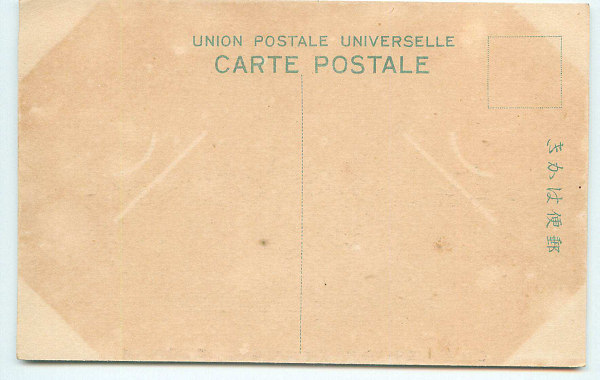 UNION POSTALE UNIVERSELLE
CARTE POSTALE
郵便はかき